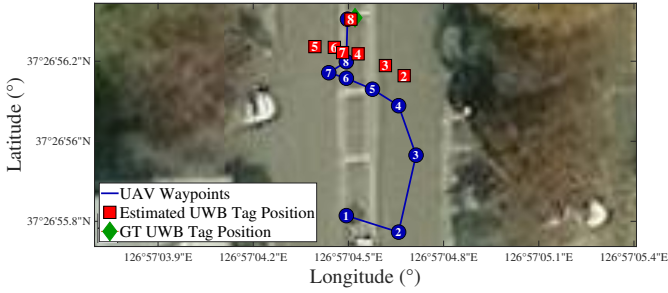 8
5 6 7 4
37°26'56.2"N
8
3
7 6 2
5
4
Latitude (°)
37°26'56"N
3
UAV Waypoints
Estimated UWB Tag Position
1
37°26'55.8"N
GT UWB Tag Position
2
126°57'03.9"E 126°57'04.2"E 126°57'04.5"E 126°57'04.8"E 126°57'05.1"E 126°57'05.4"E
Longitude (°)